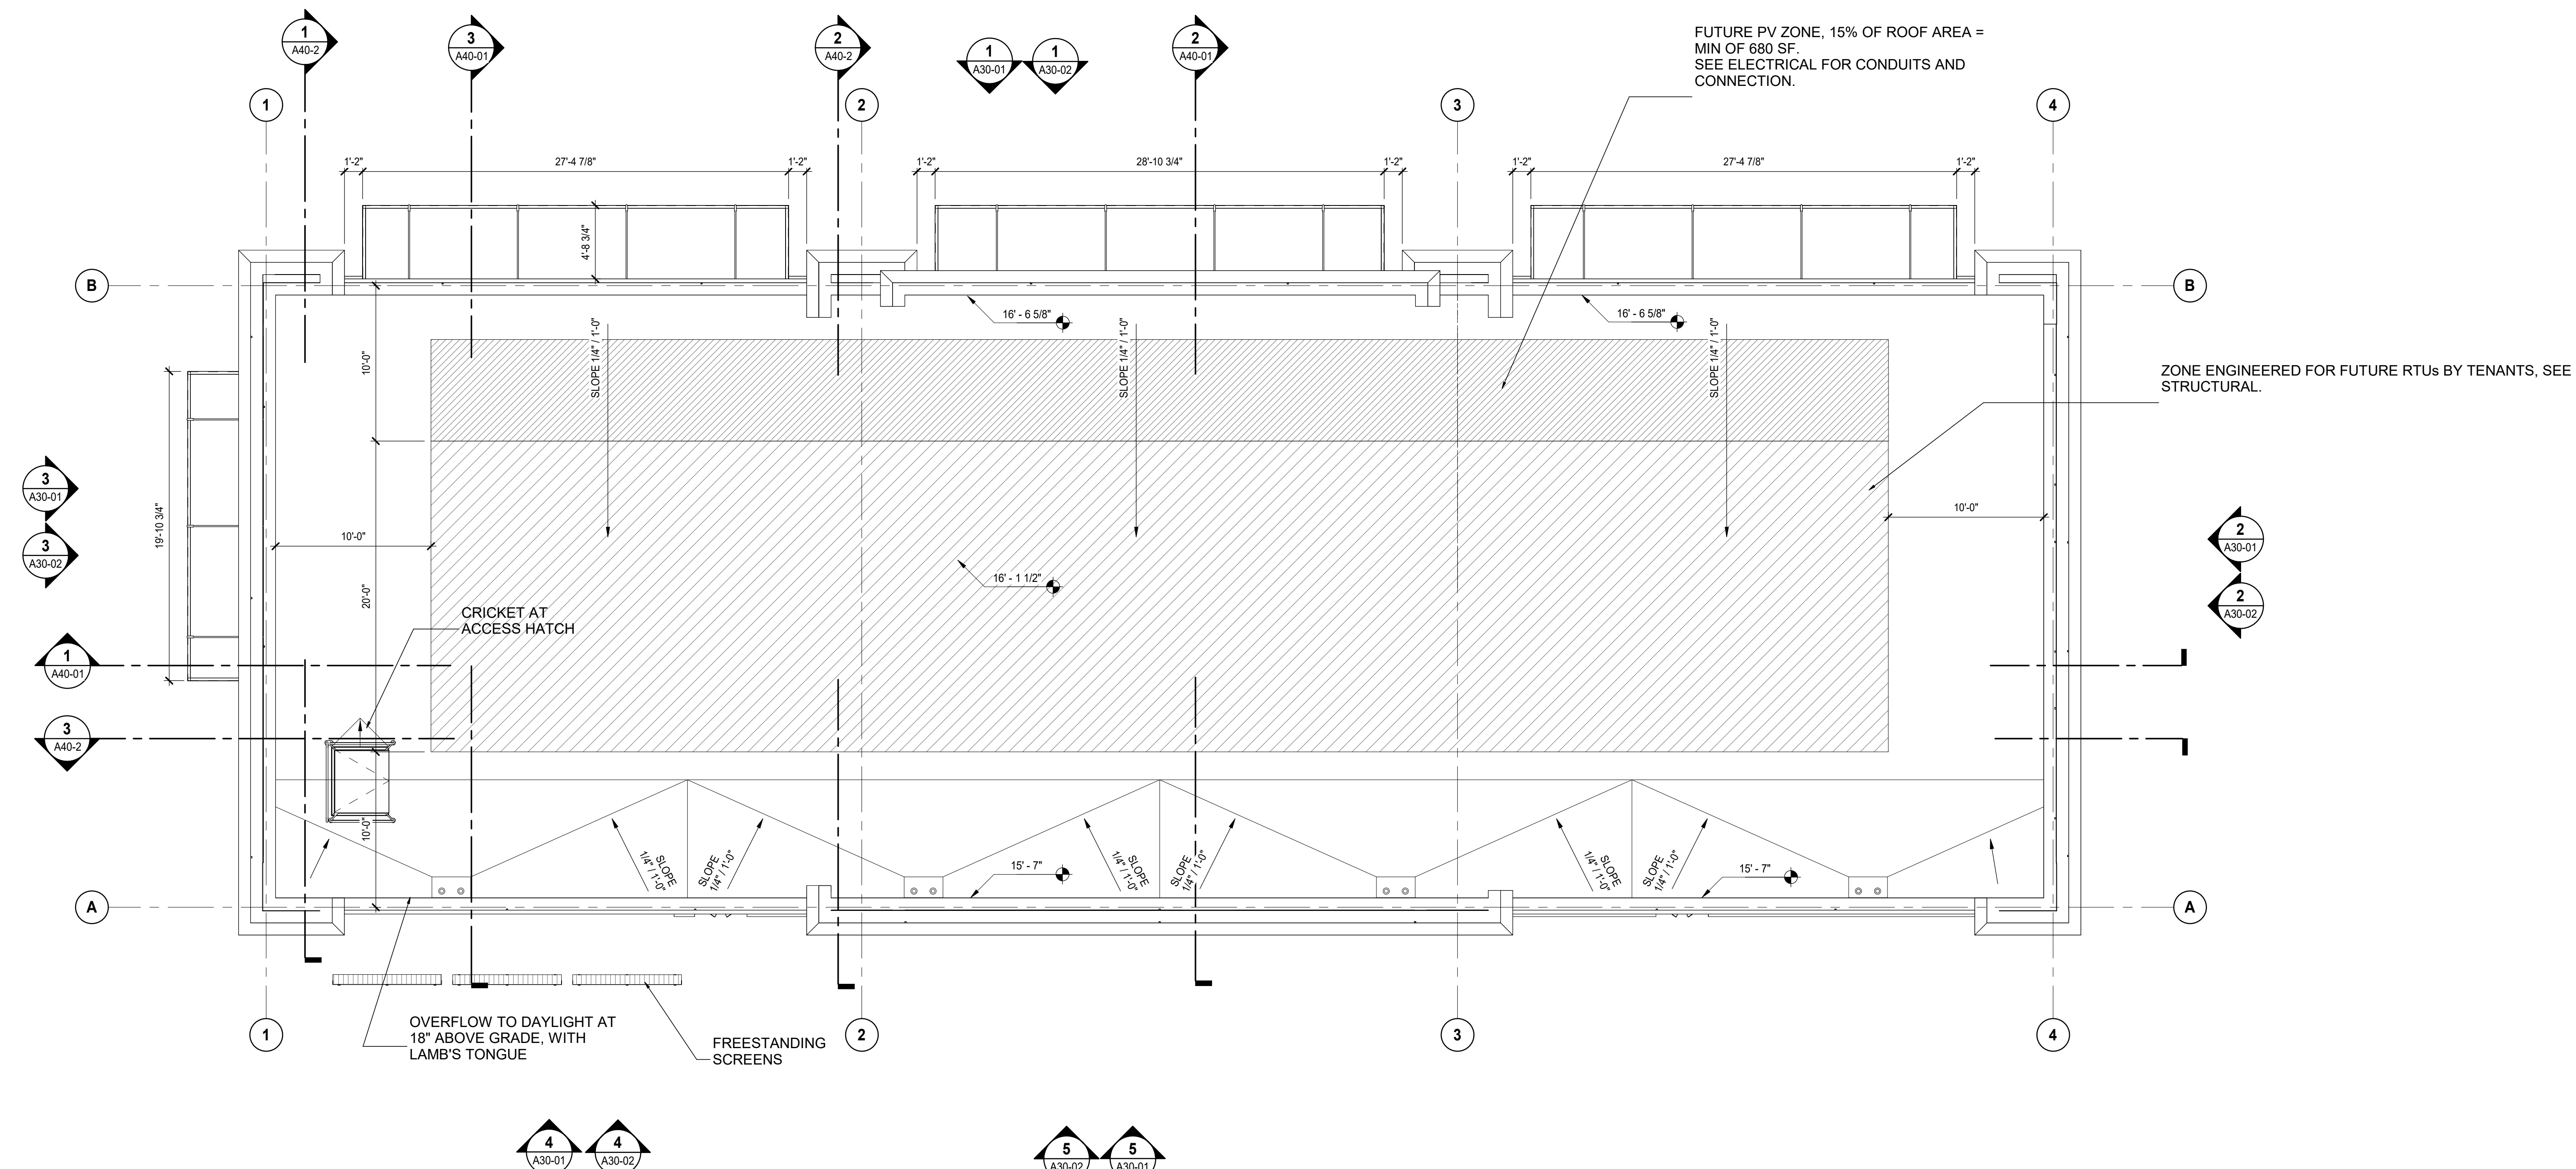 1
A40-2
3
A40-01
2
A40-2
1
A30-01
1
A30-02
2
A40-01
FUTURE PV ZONE, 15% OF ROOF AREA =
MIN OF 680 SF.
SEE ELECTRICAL FOR CONDUITS AND
CONNECTION.
1
2
3
4
1'-2"
27'-4 7/8"
1'-2"
1'-2"
28'-10 3/4"
1'-2"
1'-2"
27'-4 7/8"
1'-2"
4'-8 3/4"
B
B
16' - 6 5/8"
16' - 6 5/8"
SLOPE 1/4" / 1'-0"
SLOPE 1/4" / 1'-0"
SLOPE 1/4" / 1'-0"
10'-0"
ZONE ENGINEERED FOR FUTURE RTUs BY TENANTS, SEE
STRUCTURAL.
3
A30-01
3
A30-02
19'-10 3/4"
10'-0"
10'-0"
2
A30-01
2
A30-02
16' - 1 1/2"
20'-0"
CRICKET AT
ACCESS HATCH
1
A40-01
3
A40-2
10'-0"
SLOPE
1/4" / 1'-0"
SLOPE
1/4" / 1'-0"
SLOPE
1/4" / 1'-0"
SLOPE
1/4" / 1'-0"
SLOPE
1/4" / 1'-0"
SLOPE
1/4" / 1'-0"
15' - 7"
15' - 7"
A
A
OVERFLOW TO DAYLIGHT AT
18" ABOVE GRADE, WITH
LAMB'S TONGUE
FREESTANDING
SCREENS
1
2
3
4
4
A30-01
4
A30-02
5
A30-02
5
A30-01